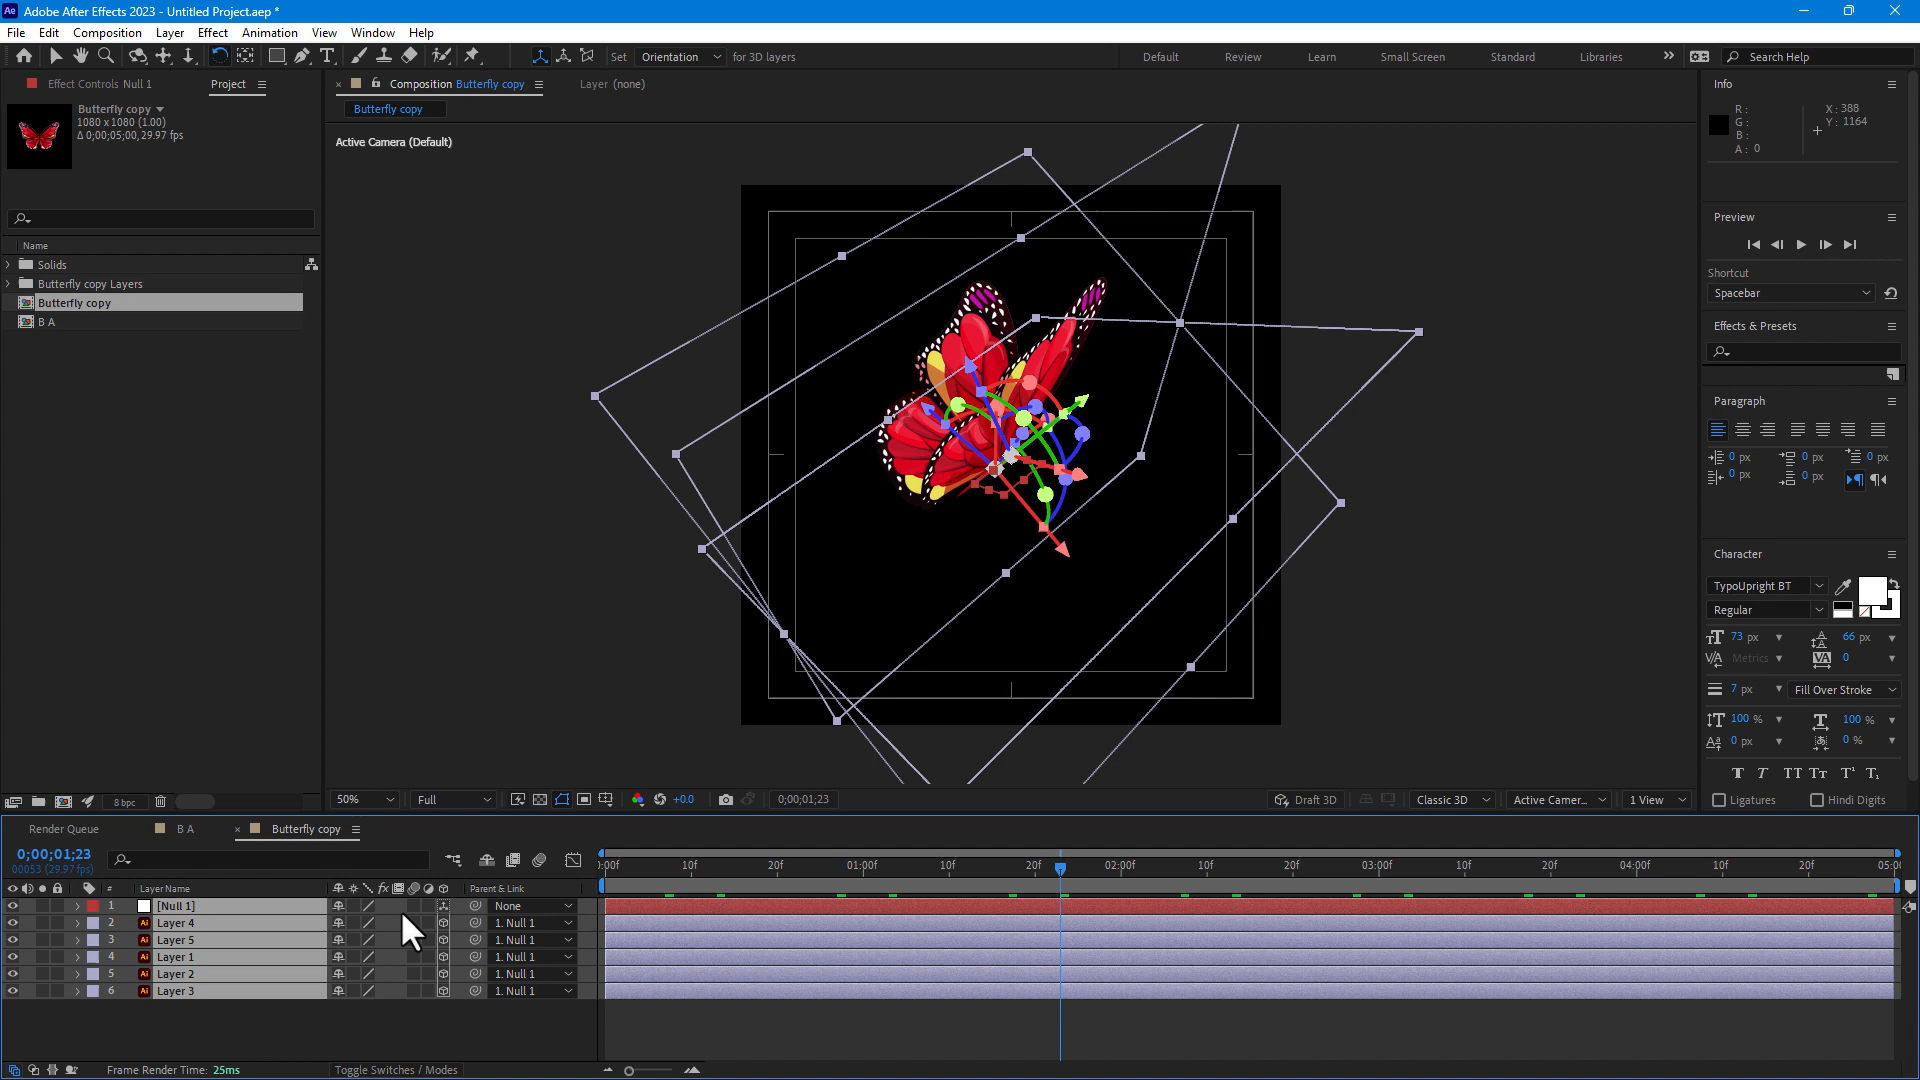 Ae Adobe After Effects 2023 - Untitled Project.aep *
File Edit Composition Layer Effect Animation View Window Help
Set Orientation for 3D layers
Default Review Learn Small Screen Standard Libraries
Search Help
Effect Controls Null 1
Project
Composition Butterfly copy
Layer (none)
Info
Butterfly copy
1080 x 1080 (1.00)
Δ 0;00;05;00, 29.97 fps
Butterfly copy
Active Camera (Default)
R :
G :
B :
A : 0
X : 388
Y : 1164
Preview
Name
Solids
Butterfly copy Layers
Butterfly copy
B A
Shortcut
Spacebar
Effects & Presets
Paragraph
0 px 0 px 0 px
0 px 0 px
Character
TypoUpright BT
Regular
73 px 66 px
Metrics 0
7 px Fill Over Stroke
100 % 100 %
0 px 0 %
Ligatures Hindi Digits
8 bpc
50% Full +0.0 0;00;01;23
Draft 3D Classic 3D Active Camer... 1 View
Render Queue B A Butterfly copy
0;00;01;23
00053 (29.97 fps)
:00f 10f 20f 01:00f 10f 20f 02:00f 10f 20f 03:00f 10f 20f 04:00f 10f 20f 05:00
# Layer Name Parent & Link
1 [Null 1] None
2 Ai Layer 4 1. Null 1
3 Ai Layer 5 1. Null 1
4 Ai Layer 1 1. Null 1
5 Ai Layer 2 1. Null 1
6 Ai Layer 3 1. Null 1
Frame Render Time: 25ms
Toggle Switches / Modes